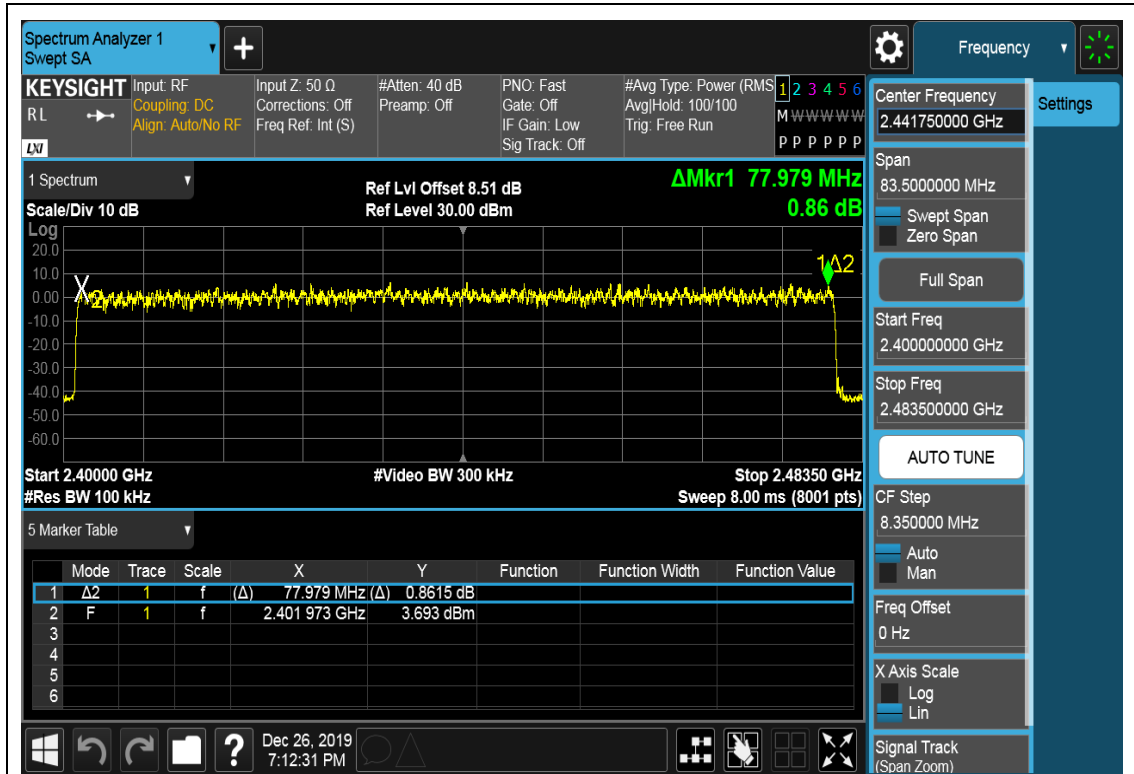 Spectrum Analyzer 1
Swept SA
+
Frequency
KEYSIGHT
RL
LXI
Input: RF
Coupling: DC
Align: Auto/No RF
Input Z: 50 Ω
Corrections: Off
Freq Ref: Int (S)
#Atten: 40 dB
Preamp: Off
PNO: Fast
Gate: Off
IF Gain: Low
Sig Track: Off
#Avg Type: Power (RMS
Avg|Hold: 100/100
Trig: Free Run
1 2 3 4 5 6
M W W W W W
P P P P P P
1 Spectrum
Scale/Div 10 dB
Ref Lvl Offset 8.51 dB
Ref Level 30.00 dBm
ΔMkr1 77.979 MHz
0.86 dB
Log
20.0
10.0
0.00
-10.0
-20.0
-30.0
-40.0
-50.0
-60.0
X2
1Δ2
Start 2.40000 GHz
#Video BW 300 kHz
Stop 2.48350 GHz
#Res BW 100 kHz
Sweep 8.00 ms (8001 pts)
5 Marker Table
Mode Trace Scale X Y Function Function Width Function Value
1 Δ2 1 f (Δ) 77.979 MHz (Δ) 0.8615 dB
2 F 1 f 2.401 973 GHz 3.693 dBm
3
4
5
6
?
Dec 26, 2019
7:12:31 PM
Center Frequency
2.441750000 GHz
Settings
Span
83.5000000 MHz
Swept Span
Zero Span
Full Span
Start Freq
2.400000000 GHz
Stop Freq
2.483500000 GHz
AUTO TUNE
CF Step
8.350000 MHz
Auto
Man
Freq Offset
0 Hz
X Axis Scale
Log
Lin
Signal Track
(Span Zoom)